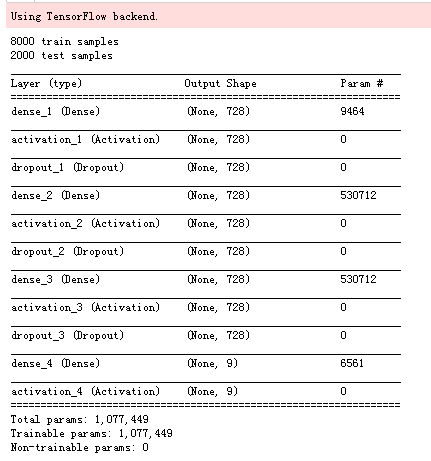 Using TensorFlow backend.
8000 train samples
2000 test samples
Layer (type) Output Shape Param #
dense_1 (Dense) (None, 728) 9464
activation_1 (Activation) (None, 728) 0
dropout_1 (Dropout) (None, 728) 0
dense_2 (Dense) (None, 728) 530712
activation_2 (Activation) (None, 728) 0
dropout_2 (Dropout) (None, 728) 0
dense_3 (Dense) (None, 728) 530712
activation_3 (Activation) (None, 728) 0
dropout_3 (Dropout) (None, 728) 0
dense_4 (Dense) (None, 9) 6561
activation_4 (Activation) (None, 9) 0
Total params: 1,077,449
Trainable params: 1,077,449
Non-trainable params: 0